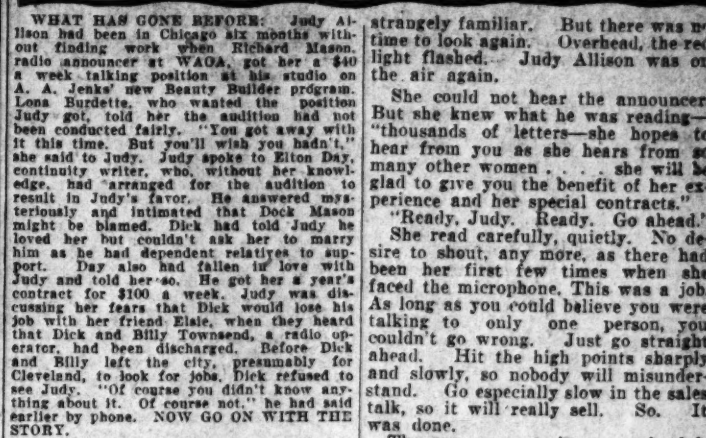 WHAT HAS GONE BEFORE: Judy Al-
lison had been in Chicago six months with-
out finding work when Richard Mason,
radio announcer at WAOA, got her a $40
a week talking position at his studio on
A. A. Jenks' new Beauty Builder prdgram.
Lona Burdette, who wanted the position
Judy got, told her the audition had not
been conducted fairly. "You got away with
it this time. But you'll wish you hadn't,"
she said to Judy. Judy spoke to Elton Day,
continuity writer, who, without her knowl-
edge, had arranged for the audition to
result in Judy's favor. He answered mys-
teriously and intimated that Dock Mason
might be blamed. Dick had told Judy he
loved her but couldn't ask her to marry
him as he had dependent relatives to sup-
port. Day also had fallen in love with
Judy and told her so. He got her a year's
contract for $100 a week. Judy was dis-
cussing her fears that Dick would lose his
job with her friend Elsie, when they heard
that Dick and Billy Townsend, a radio op-
erator, had been discharged. Before Dick
and Billy left the city, presumably for
Cleveland, to look for jobs, Dick refused to
see Judy. "Of course you didn't know any-
thing about it. Of course not," he had said
earlier by phone. NOW GO ON WITH THE
STORY.
strangely familiar. But there was
time to look again. Overhead, the
light flashed. Judy Allison was
the air again.
She could not hear the announcer
But she knew what he was reading—
"thousands of letters—she hopes
hear from you as she hears from
many other women . . . . she will
glad to give you the benefit of her ex
perience and her special contracts."
"Ready, Judy. Ready. Go ahead."
She read carefully, quietly. No de
sire to shout, any more, as there had
been her first few times when she
faced the microphone. This was a job
As long as you could believe you were
talking to only one person, you
couldn't go wrong. Just go straight
ahead. Hit the high points sharply
and slowly, so nobody will misunder-
stand. Go especially slow in the sales
talk, so it will really sell. So. It
was done.